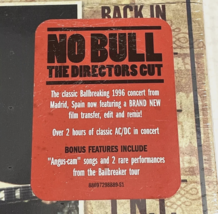 BACK IN
NO BULL
THE DIRECTORS CUT
The classic Ballbreaking 1996 concert from
Madrid, Spain now featuring a BRAND NEW
film transfer, edit and remix!
Over 2 hours of classic AC/DC in concert
BONUS FEATURES INCLUDE
"Angus-cam" songs and 2 rare performances
from the Ballbreaker tour